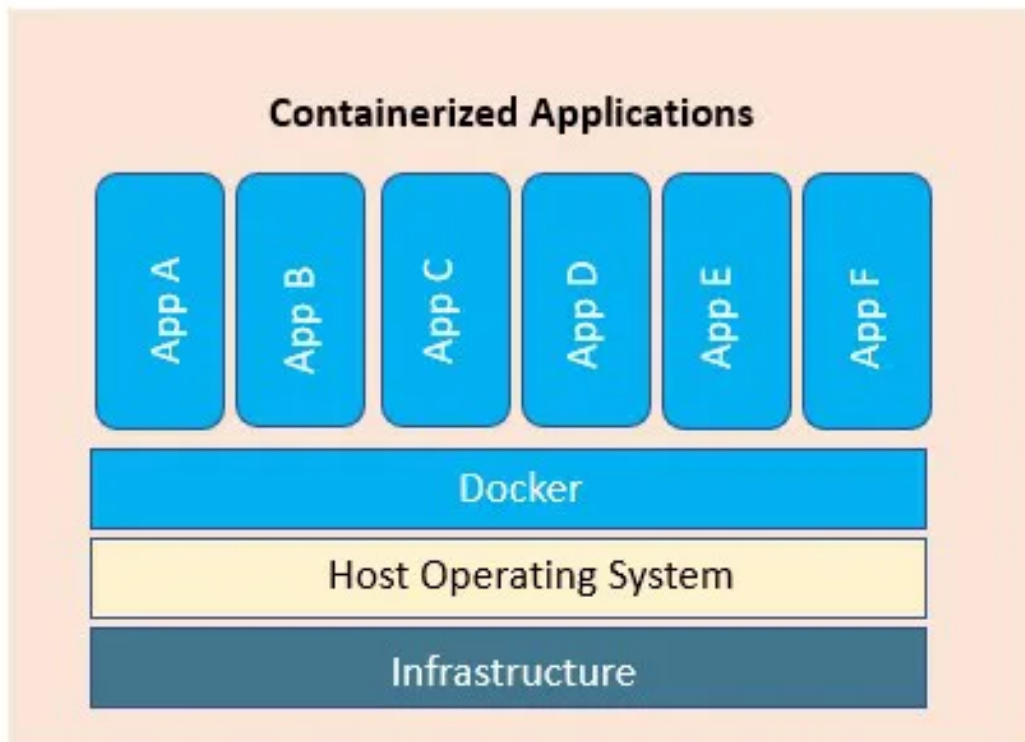 Containerized Applications
App A
App B
App C
App D
App E
App F
Docker
Host Operating System
Infrastructure